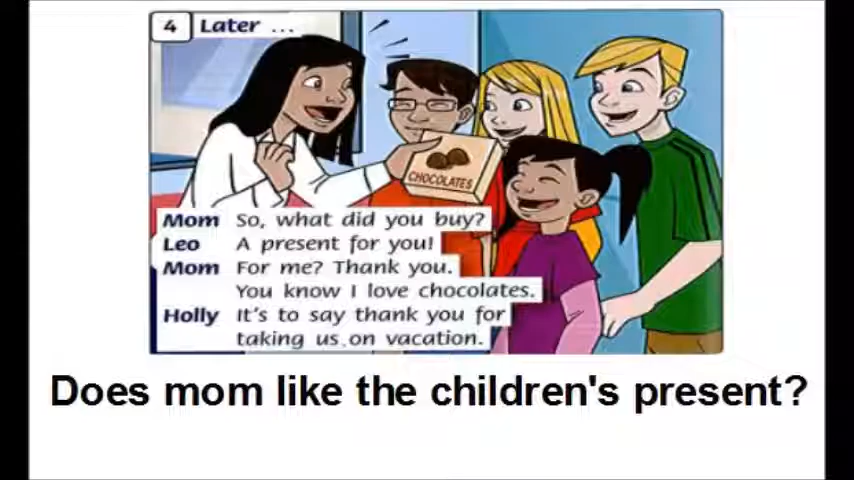 4 Later ...
CHOCOLATES
Mom So, what did you buy?
Leo A present for you!
Mom For me? Thank you.
You know I love chocolates.
Holly It's to say thank you for
taking us on vacation.
Does mom like the children's present?